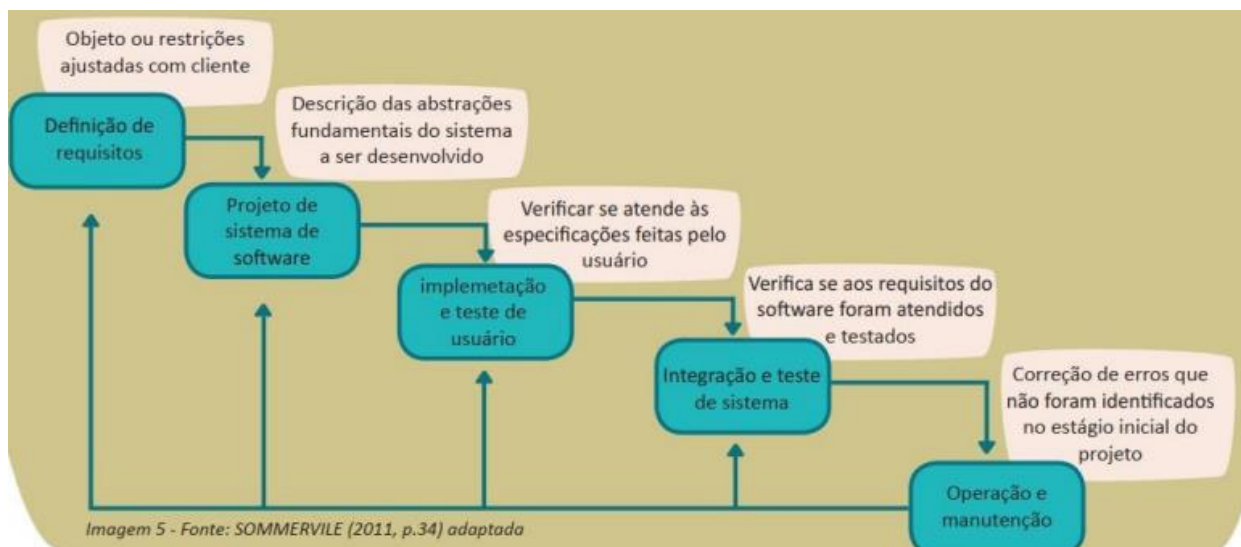 Objeto ou restrições
ajustadas com cliente
Definição de
requisitos
Descrição das abstrações
fundamentais do sistema
a ser desenvolvido
Projeto de
sistema de
software
Verificar se atende às
especificações feitas pelo
usuário
implemetação
e teste de
usuário
Verifica se aos requisitos do
software foram atendidos
e testados
Integração e teste
de sistema
Correção de erros que
não foram identificados
no estágio inicial do
projeto
Operação e
manutenção
Imagem 5 - Fonte: SOMMERVILE (2011, p.34) adaptada